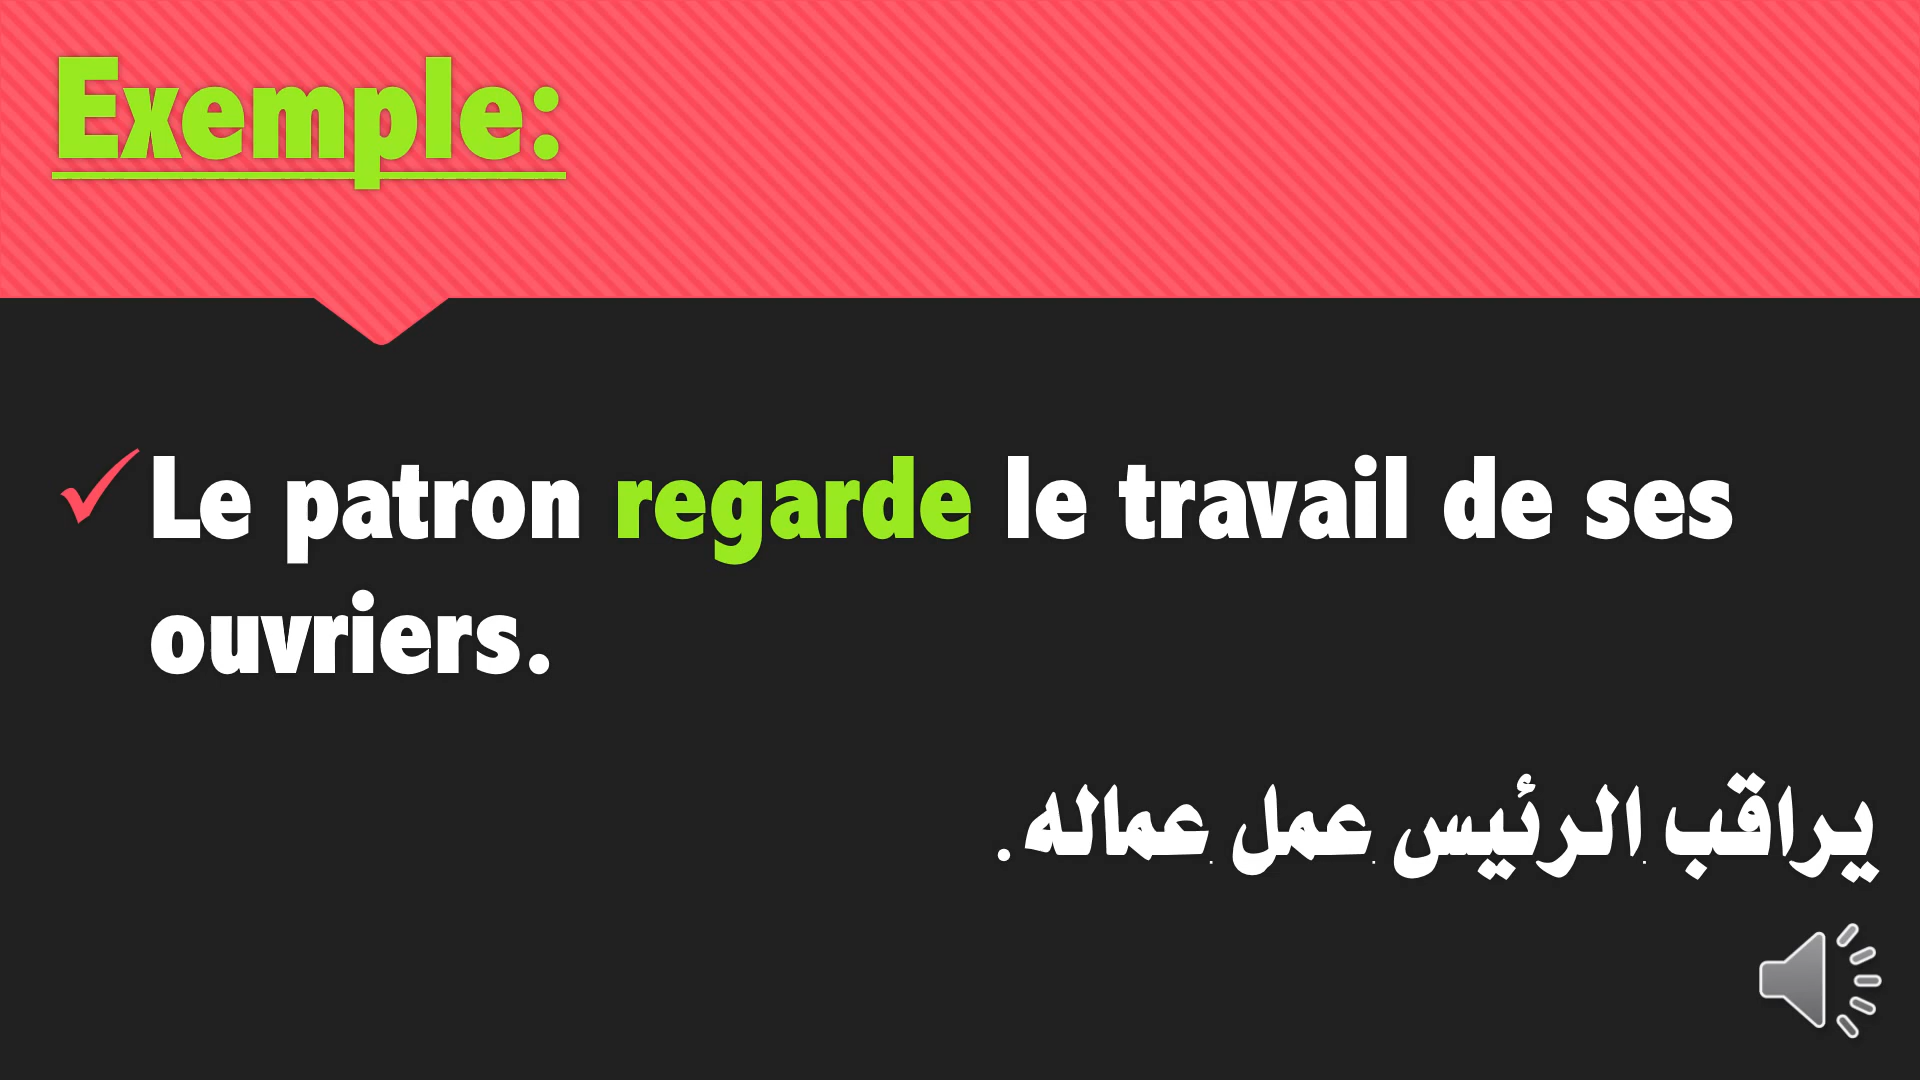 Exemple:
Le patron regarde le travail de ses
ouvriers.
يراقب الرئيس عمل عماله.